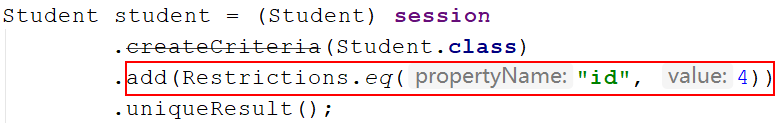 Student student = (Student) session
.createCriteria(Student.class)
.add(Restrictions.eq( propertyName: "id", value: 4))
.uniqueResult();